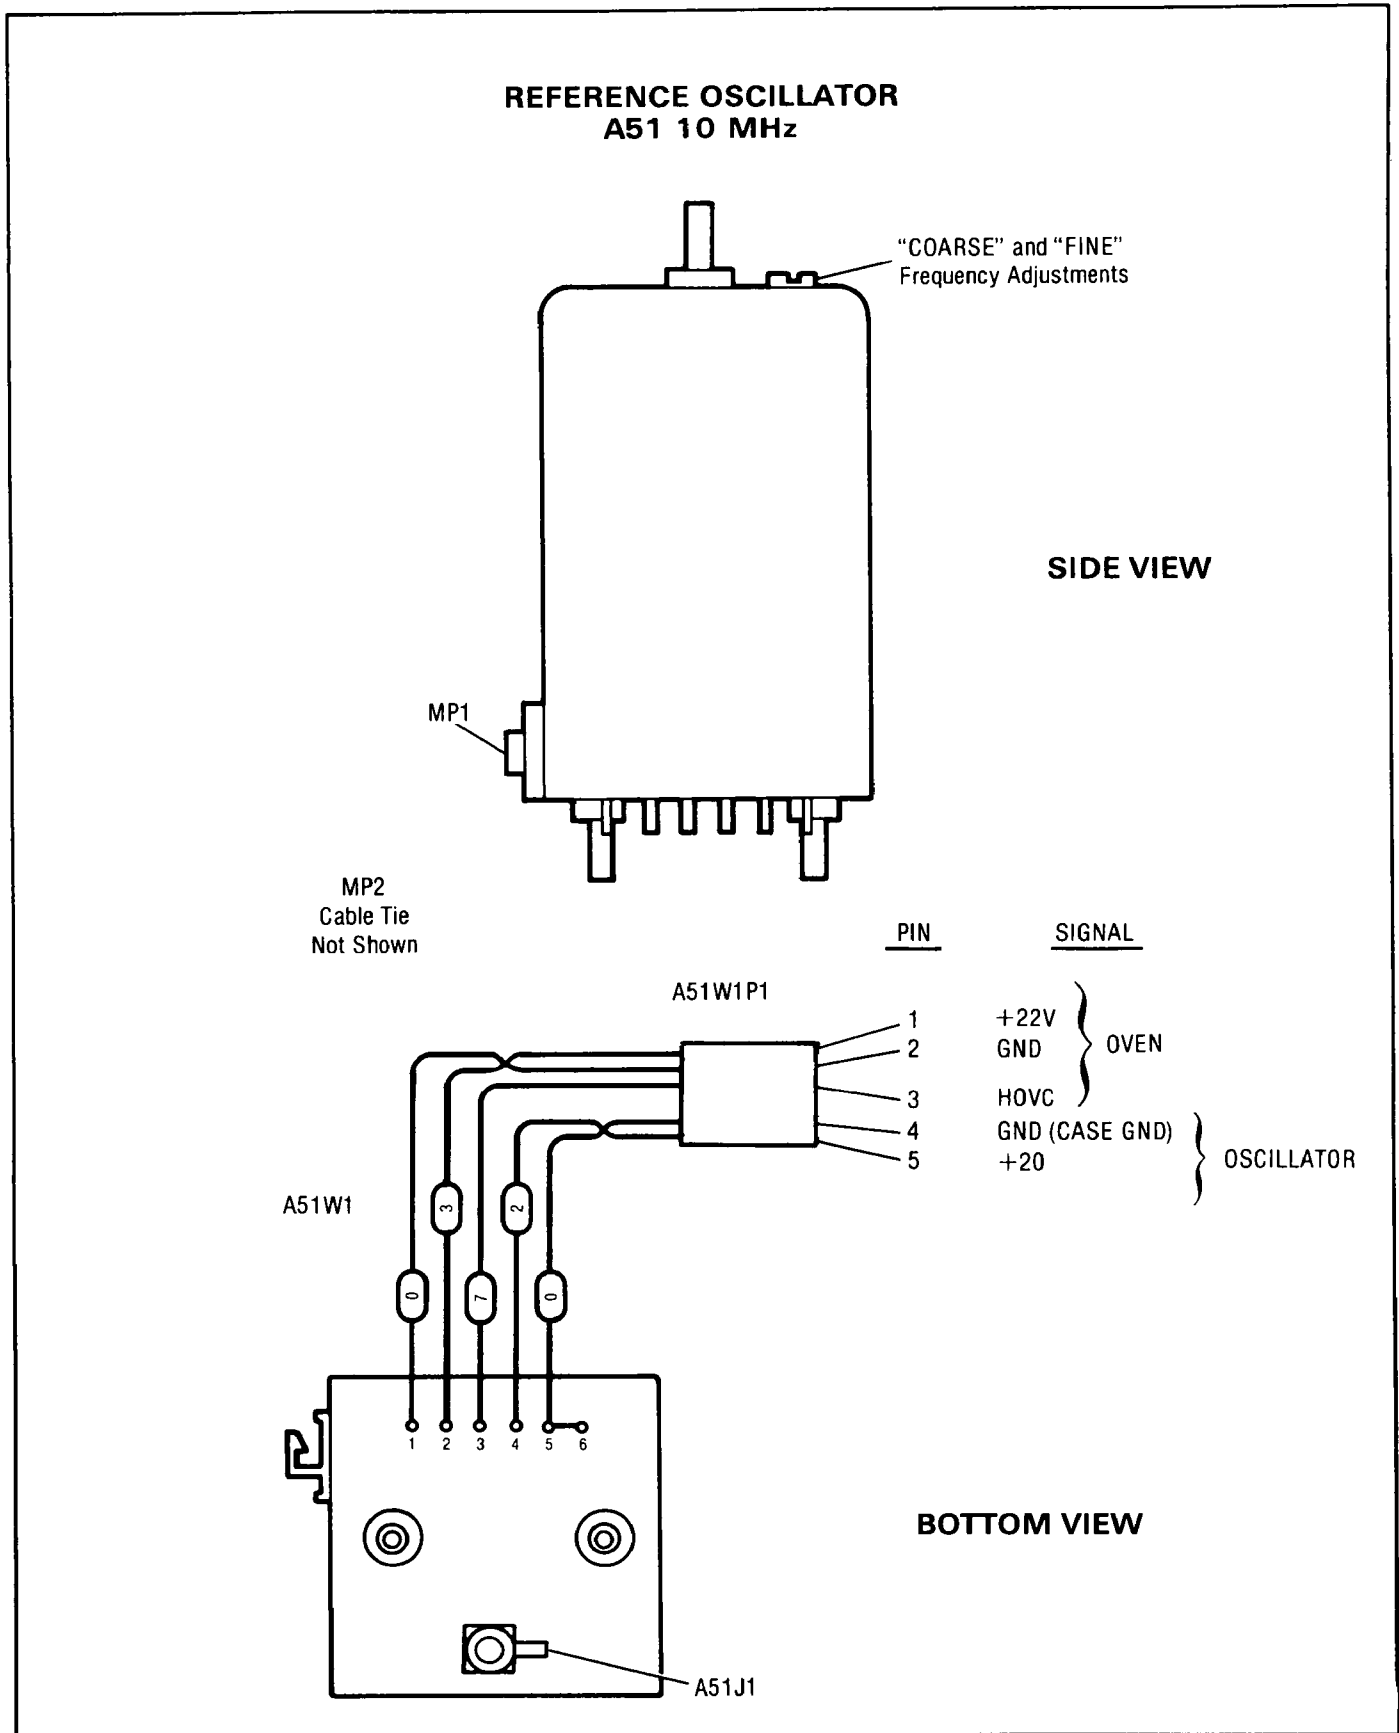 REFERENCE OSCILLATOR
A51 10 MHz
"COARSE" and "FINE"
Frequency Adjustments
SIDE VIEW
MP1
MP2
Cable Tie
Not Shown
PIN SIGNAL
A51W1P1
1 +22V
2 GND
OVEN
3 HOVC
4 GND (CASE GND)
5 +20
OSCILLATOR
A51W1
3 2
0 7 0
1 2 3 4 5 6
BOTTOM VIEW
A51J1